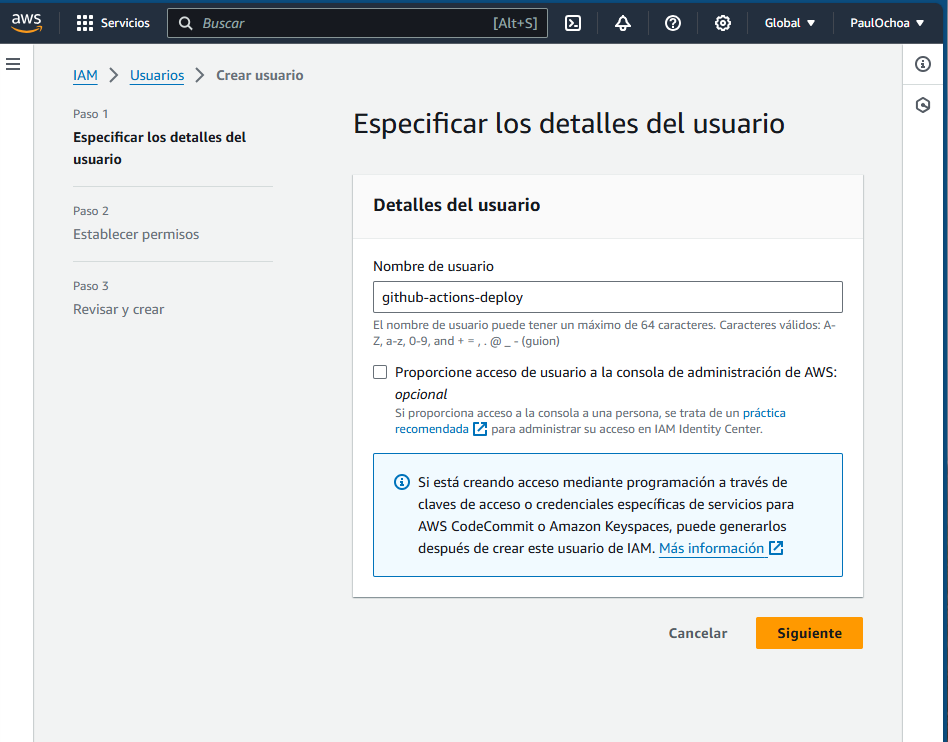 aws
Servicios
Buscar
[Alt+S]
Global
PaulOchoa
IAM
Usuarios
Crear usuario
Paso 1
Especificar los detalles del
usuario
Paso 2
Establecer permisos
Paso 3
Revisar y crear
Especificar los detalles del usuario
Detalles del usuario
Nombre de usuario
github-actions-deploy
El nombre de usuario puede tener un máximo de 64 caracteres. Caracteres válidos: A-
Z, a-z, 0-9, and + = , . @ _ - (guion)
Proporcione acceso de usuario a la consola de administración de AWS:
opcional
Si proporciona acceso a la consola a una persona, se trata de un práctica
recomendada para administrar su acceso en IAM Identity Center.
Si está creando acceso mediante programación a través de
claves de acceso o credenciales específicas de servicios para
AWS CodeCommit o Amazon Keyspaces, puede generarlos
después de crear este usuario de IAM. Más información
Cancelar
Siguiente